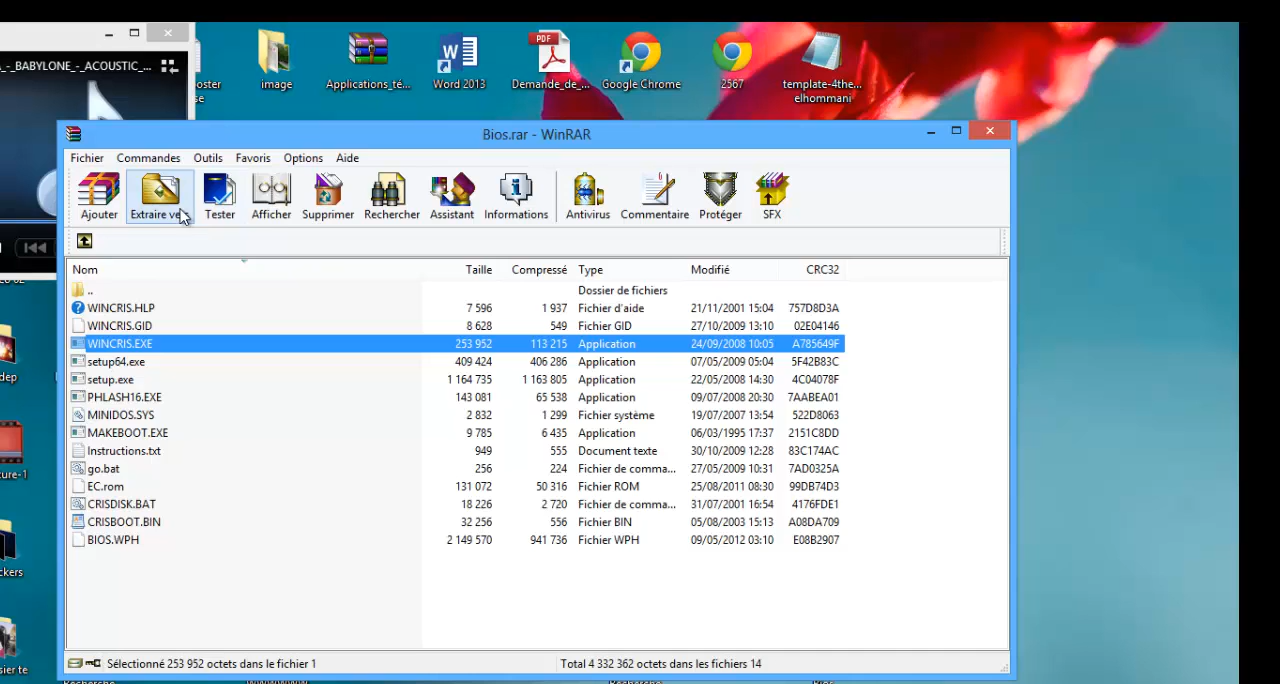 _-_BABYLONE_-_ACOUSTIC_...
oster
se
image
Applications_té...
Word 2013
PDF
Demande_de_...
Google Chrome
2567
template-4the...
elhommani
Bios.rar - WinRAR
Fichier Commandes Outils Favoris Options Aide
Ajouter Extraire ve Tester Afficher Supprimer Rechercher Assistant Informations Antivirus Commentaire Protéger SFX
Nom Taille Compressé Type Modifié CRC32
.. Dossier de fichiers
WINCRIS.HLP 7 596 1 937 Fichier d'aide 21/11/2001 15:04 757D8D3A
WINCRIS.GID 8 628 549 Fichier GID 27/10/2009 13:10 02E04146
WINCRIS.EXE 253 952 113 215 Application 24/09/2008 10:05 A785649F
setup64.exe 409 424 406 286 Application 07/05/2009 05:04 5F42B83C
setup.exe 1 164 735 1 163 805 Application 22/05/2008 14:30 4C04078F
PHLASH16.EXE 143 081 65 538 Application 09/07/2008 20:30 7AABEA01
MINIDOS.SYS 2 832 1 299 Fichier système 19/07/2007 13:54 522D8063
MAKEBOOT.EXE 9 785 6 435 Application 06/03/1995 17:37 2151C8DD
Instructions.txt 949 555 Document texte 30/10/2009 12:28 83C174AC
go.bat 256 224 Fichier de comma... 27/05/2009 10:31 7AD0325A
EC.rom 131 072 50 316 Fichier ROM 25/08/2011 08:30 99DB74D3
CRISDISK.BAT 18 226 2 720 Fichier de comma... 31/07/2001 16:54 4176FDE1
CRISBOOT.BIN 32 256 556 Fichier BIN 05/08/2003 15:13 A08DA709
BIOS.WPH 2 149 570 941 736 Fichier WPH 09/05/2012 03:10 E08B2907
Sélectionné 253 952 octets dans le fichier 1 Total 4 332 362 octets dans les fichiers 14
dep
ure-1
ckers
sier te